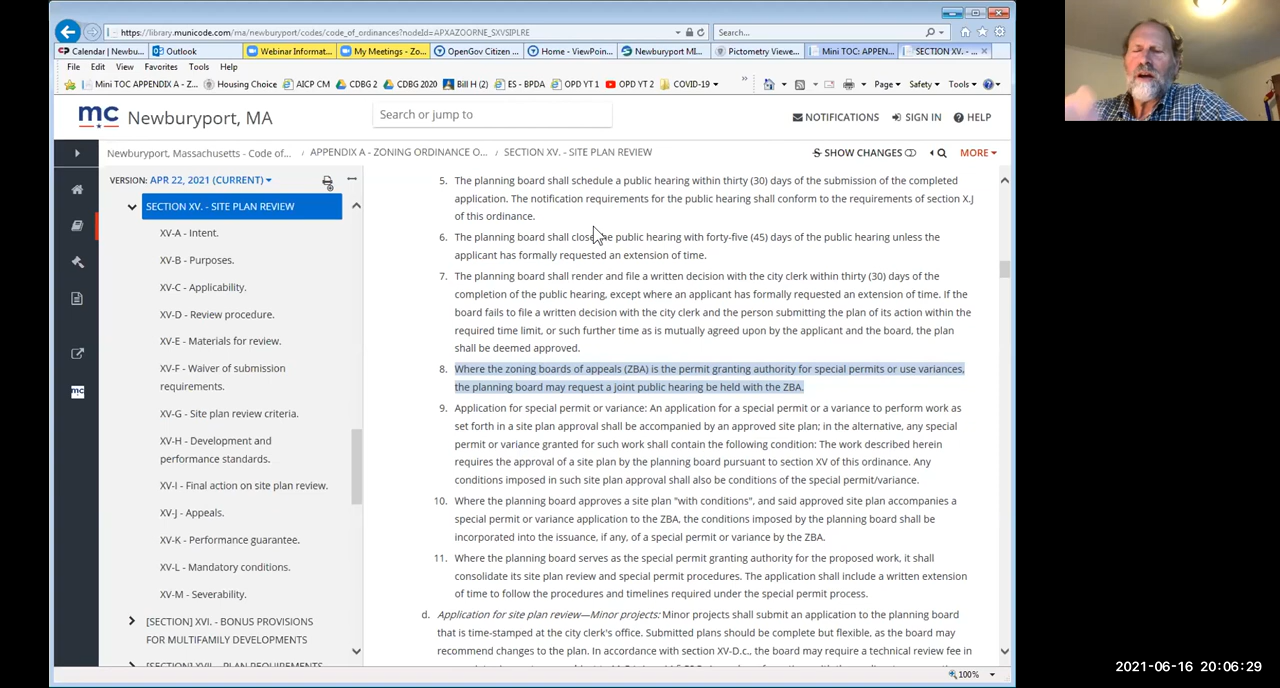 https://library.municode.com/ma/newburyport/codes/code_of_ordinances?nodeId=APXAZOORNE_SXVSIPLRE
Search...
Calendar | Newbu...
Outlook
Webinar Informat...
My Meetings - Zo...
OpenGov Citizen ...
Home - ViewPoin...
Newburyport MI...
Pictometry Viewe...
Mini TOC: APPEN...
SECTION XV. - ...
File Edit View Favorites Tools Help
Mini TOC APPENDIX A - Z...
Housing Choice
AICP CM
CDBG 2
CDBG 2020
Bill H (2)
ES - BPDA
OPD YT 1
OPD YT 2
COVID-19
Page
Safety
Tools
mc
Newburyport, MA
Search or jump to
NOTIFICATIONS
SIGN IN
HELP
Newburyport, Massachusetts - Code of...
/ APPENDIX A - ZONING ORDINANCE O...
/ SECTION XV. - SITE PLAN REVIEW
SHOW CHANGES
MORE
VERSION: APR 22, 2021 (CURRENT)
SECTION XV. - SITE PLAN REVIEW
XV-A - Intent.
XV-B - Purposes.
XV-C - Applicability.
XV-D - Review procedure.
XV-E - Materials for review.
XV-F - Waiver of submission
requirements.
XV-G - Site plan review criteria.
XV-H - Development and
performance standards.
XV-I - Final action on site plan review.
XV-J - Appeals.
XV-K - Performance guarantee.
XV-L - Mandatory conditions.
XV-M - Severability.
[SECTION] XVI. - BONUS PROVISIONS
FOR MULTIFAMILY DEVELOPMENTS
[SECTION] XVII. - PLAN REQUIREMENTS
mc
5. The planning board shall schedule a public hearing within thirty (30) days of the submission of the completed
application. The notification requirements for the public hearing shall conform to the requirements of section X.J
of this ordinance.
6. The planning board shall close the public hearing with forty-five (45) days of the public hearing unless the
applicant has formally requested an extension of time.
7. The planning board shall render and file a written decision with the city clerk within thirty (30) days of the
completion of the public hearing, except where an applicant has formally requested an extension of time. If the
board fails to file a written decision with the city clerk and the person submitting the plan of its action within the
required time limit, or such further time as is mutually agreed upon by the applicant and the board, the plan
shall be deemed approved.
8. Where the zoning boards of appeals (ZBA) is the permit granting authority for special permits or use variances,
the planning board may request a joint public hearing be held with the ZBA.
9. Application for special permit or variance: An application for a special permit or a variance to perform work as
set forth in a site plan approval shall be accompanied by an approved site plan; in the alternative, any special
permit or variance granted for such work shall contain the following condition: The work described herein
requires the approval of a site plan by the planning board pursuant to section XV of this ordinance. Any
conditions imposed in such site plan approval shall also be conditions of the special permit/variance.
10. Where the planning board approves a site plan "with conditions", and said approved site plan accompanies a
special permit or variance application to the ZBA, the conditions imposed by the planning board shall be
incorporated into the issuance, if any, of a special permit or variance by the ZBA.
11. Where the planning board serves as the special permit granting authority for the proposed work, it shall
consolidate its site plan review and special permit procedures. The application shall include a written extension
of time to follow the procedures and timelines required under the special permit process.
d. Application for site plan review—Minor projects: Minor projects shall submit an application to the planning board
that is time-stamped at the city clerk's office. Submitted plans should be complete but flexible, as the board may
recommend changes to the plan. In accordance with section XV-D.c., the board may require a technical review fee in
100%
2021-06-16 20:06:29